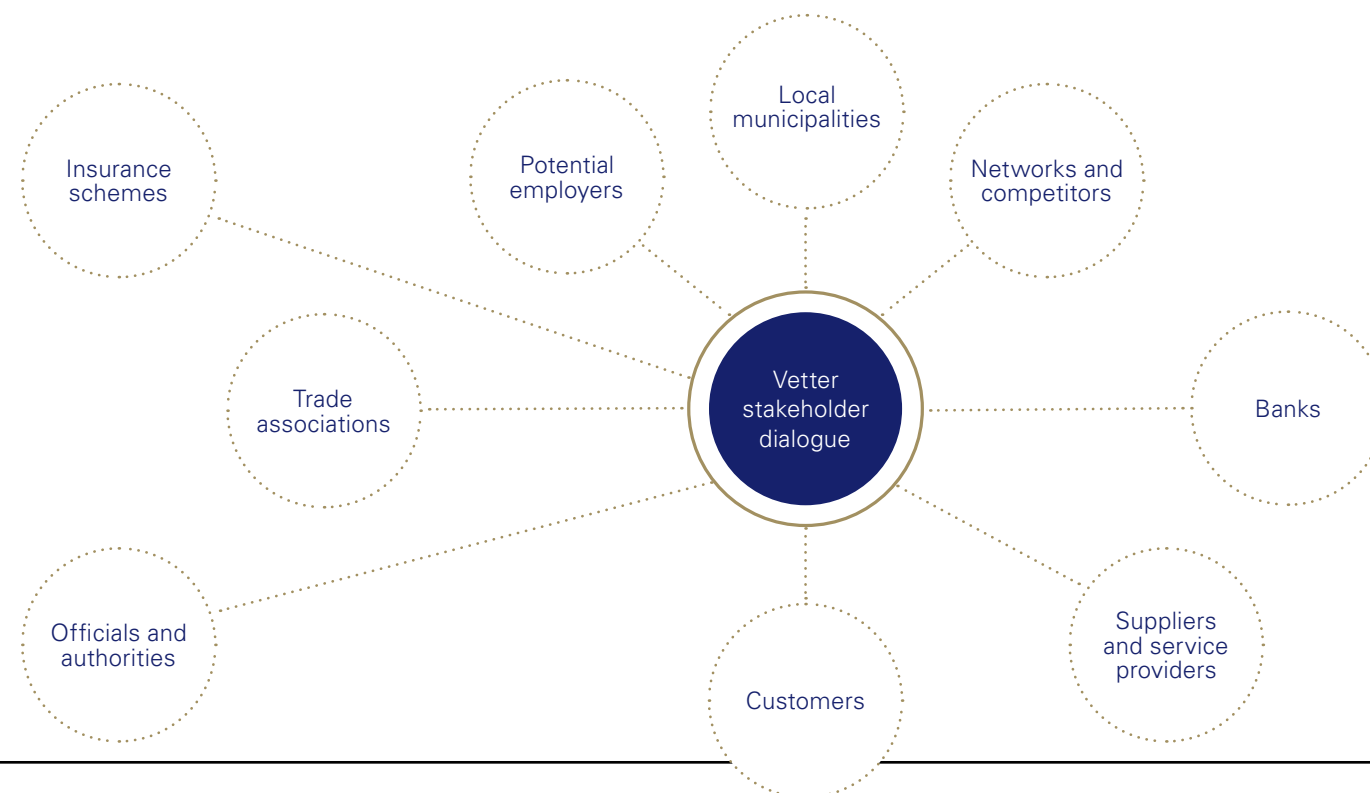 Local
municipalities
Insurance
schemes
Potential
employers
Networks and
competitors
Vetter
stakeholder
dialogue
Trade
associations
Banks
Officials and
authorities
Suppliers
and service
providers
Customers